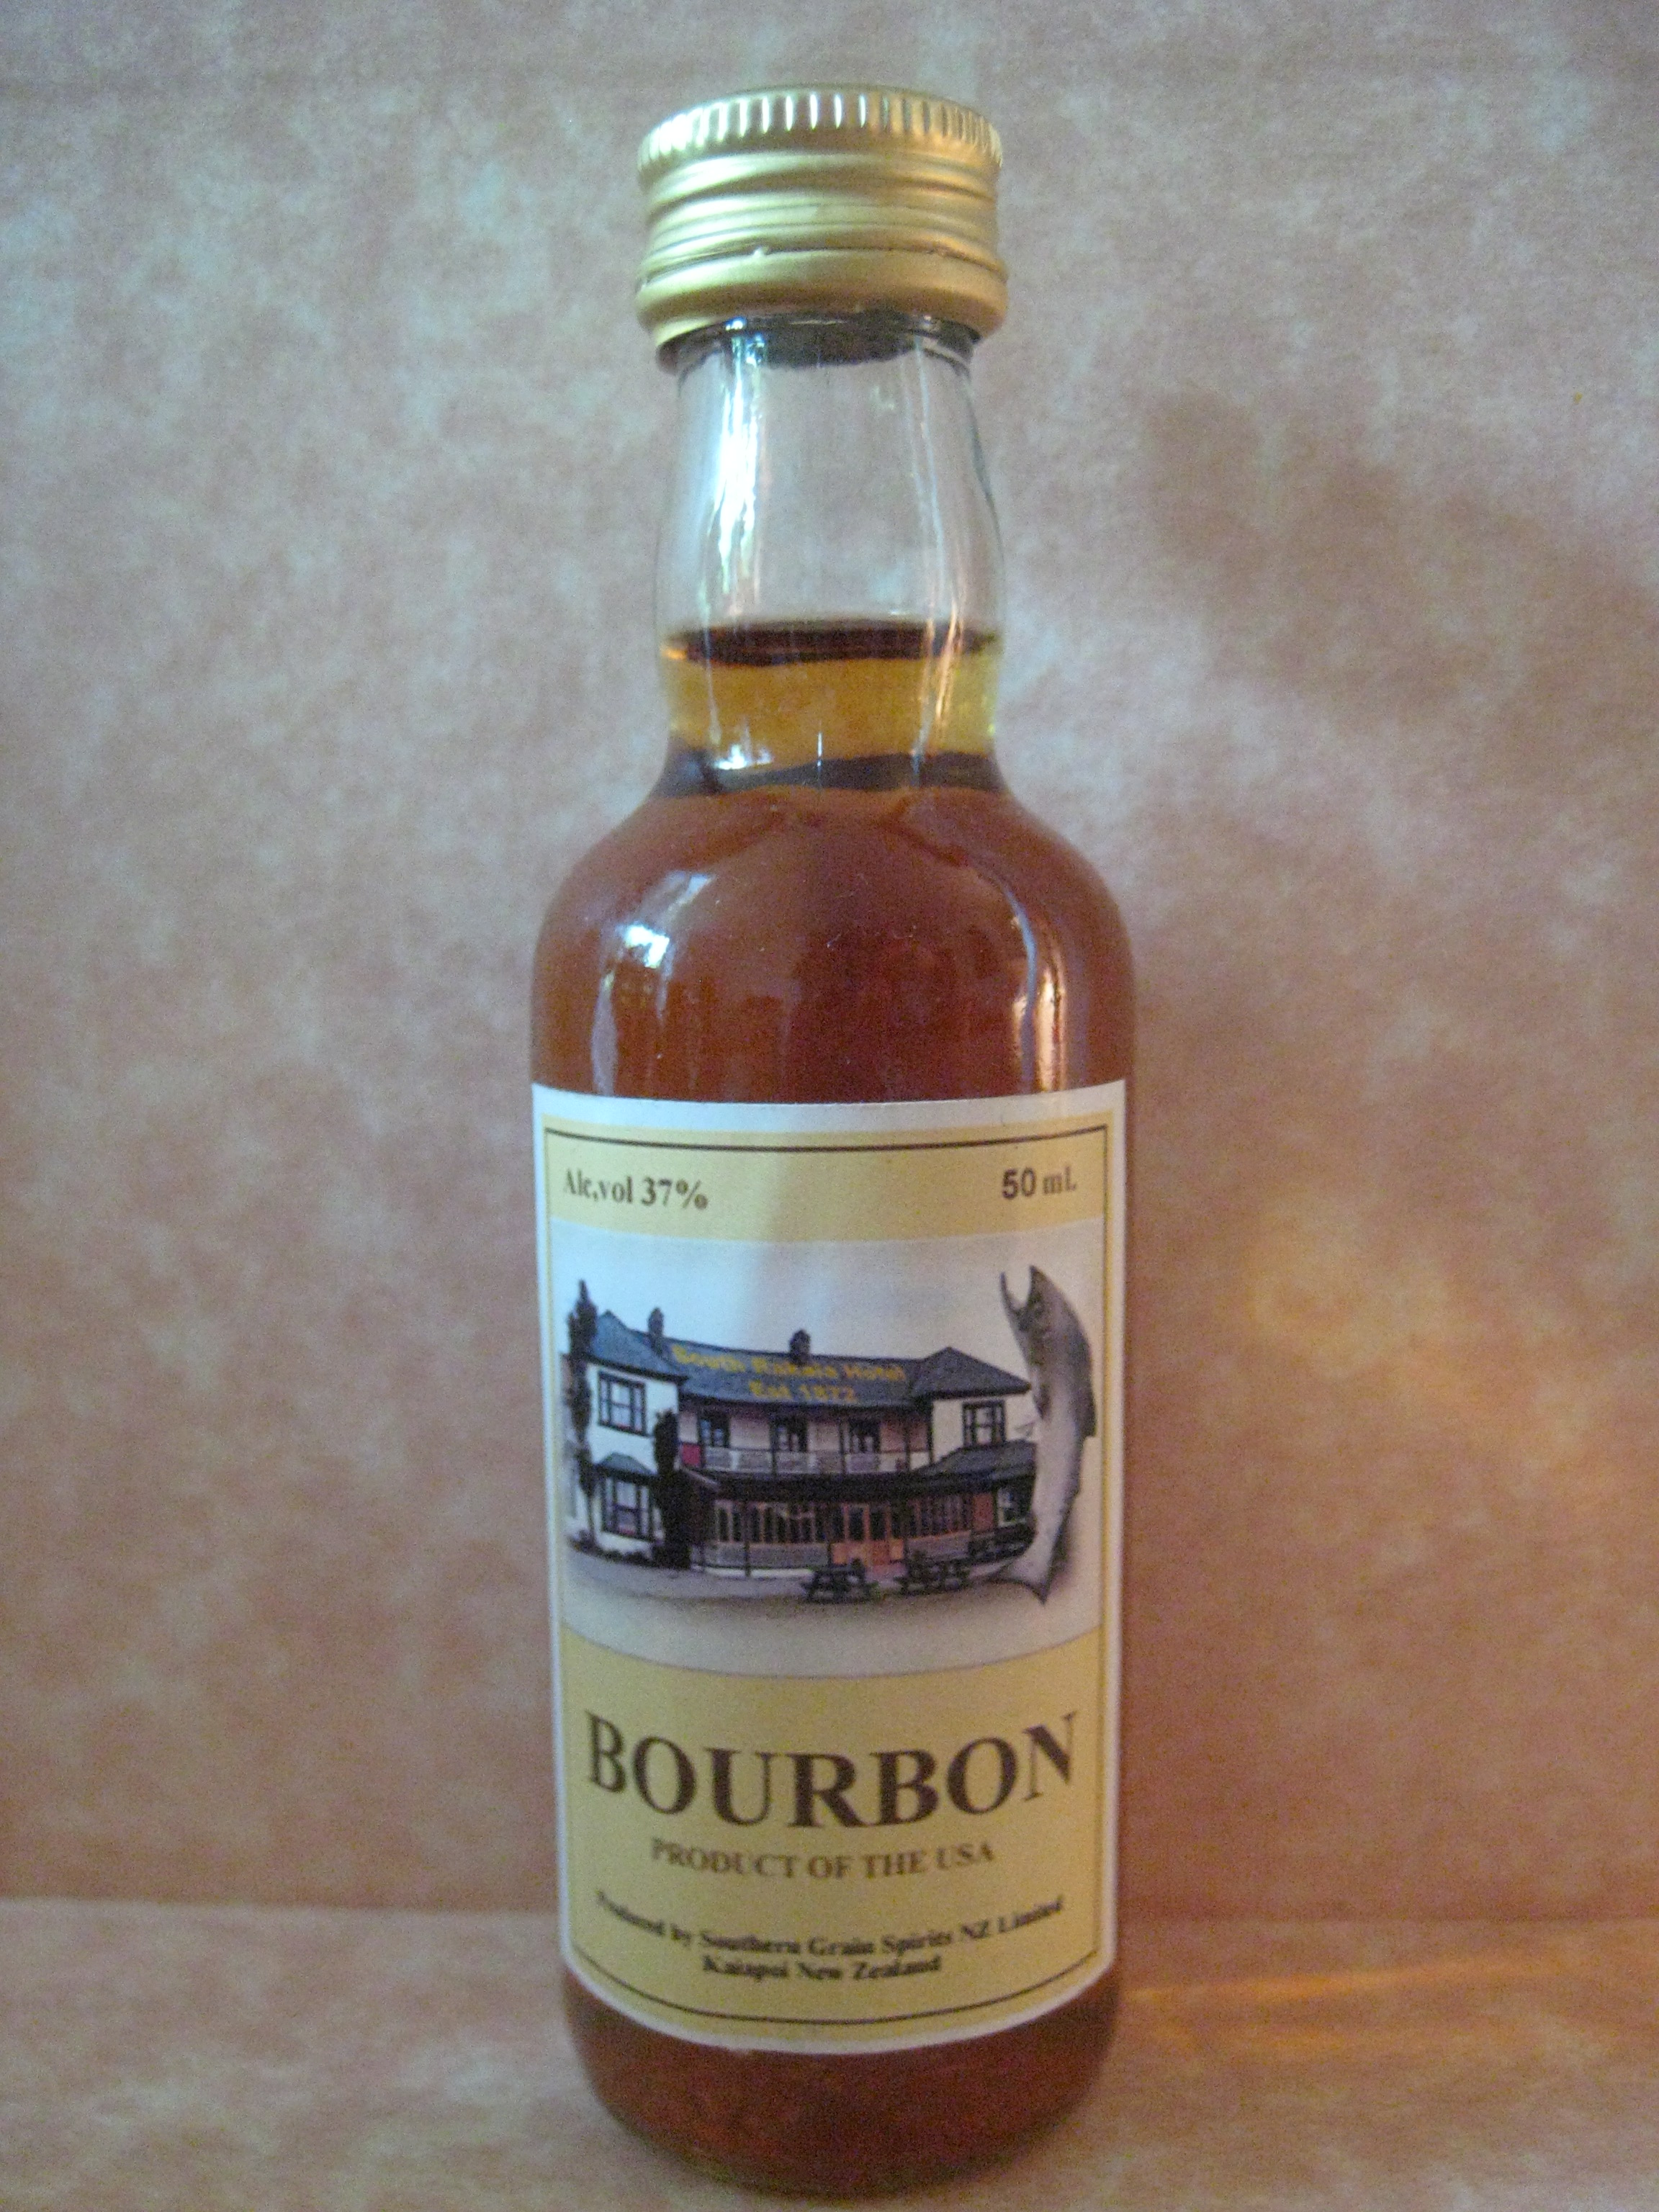 Alc,vol 37%
50 ml.
South Rakaia Hotel
Est 1872
BOURBON
PRODUCT OF THE USA
Produced by Southern Grain Spirits NZ Limited
Kaiapoi New Zealand